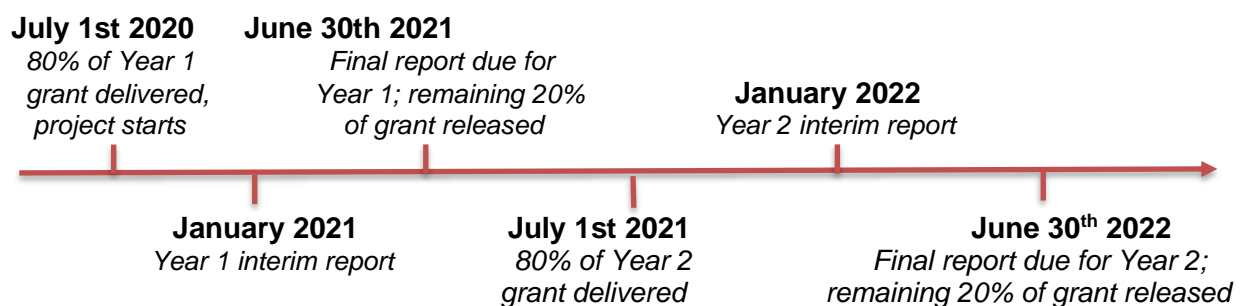 July 1st 2020
80% of Year 1
grant delivered,
project starts
January 2021
Year 1 interim report
June 30th 2021
Final report due for
Year 1; remaining 20%
of grant released
July 1st 2021
80% of Year 2
grant delivered
January 2022
Year 2 interim report
June 30th 2022
Final report due for Year 2;
remaining 20% of grant released